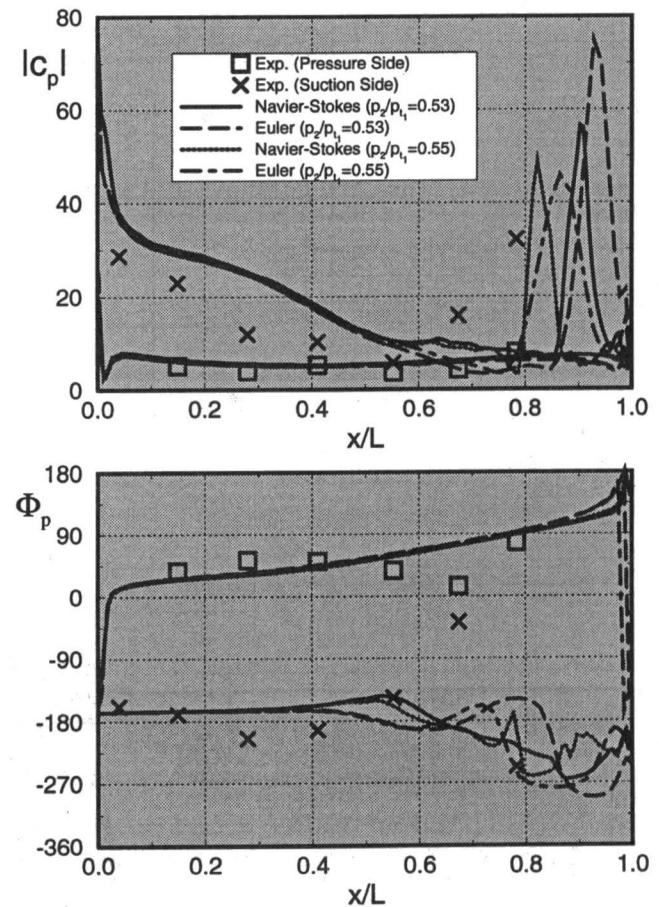 |c_p|
80
60
40
20
0
Exp. (Pressure Side)
Exp. (Suction Side)
Navier-Stokes (p₂/p_t₁=0.53)
Euler (p₂/p_t₁=0.53)
Navier-Stokes (p₂/p_t₁=0.55)
Euler (p₂/p_t₁=0.55)
0.0 0.2 0.4 0.6 0.8 1.0
x/L
Φ_p
180
90
0
-90
-180
-270
-360
0.0 0.2 0.4 0.6 0.8 1.0
x/L